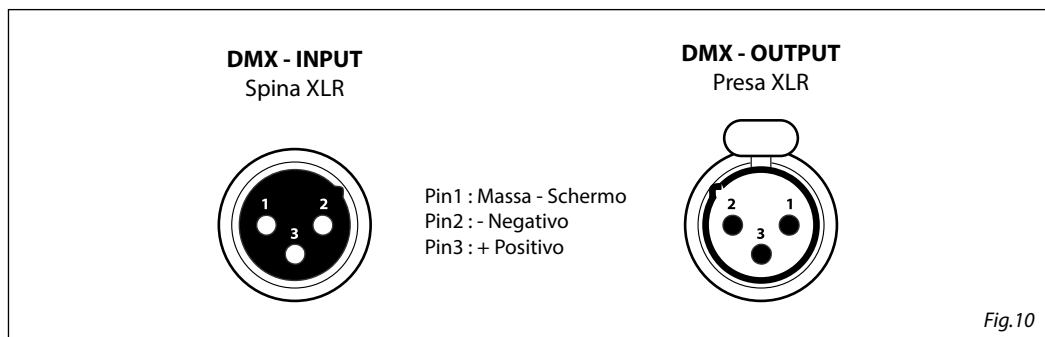 DMX - INPUT
Spina XLR
1
2
3
Pin1 : Massa - Schermo
Pin2 : - Negativo
Pin3 : + Positivo
DMX - OUTPUT
Presa XLR
2
1
3
Fig.10